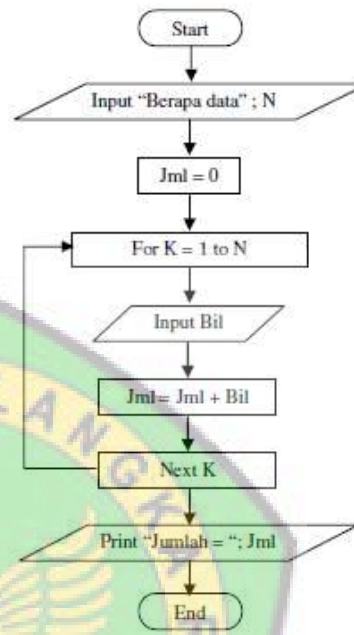 Start
Input “Berapa data” ; N
Jml = 0
For K = 1 to N
Input Bil
Jml = Jml + Bil
Next K
Print “Jumlah = “; Jml
End
LANGKA